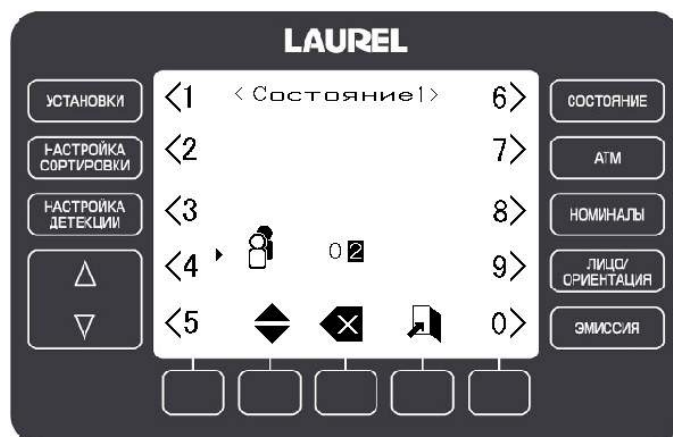 LAUREL
УСТАНОВКИ
<1 <Состояние1> 6>
СОСТОЯНИЕ
НАСТРОЙКА
СОРТИРОВКИ
<2 7>
АТМ
НАСТРОЙКА
ДЕТЕКЦИИ
<3 8>
НОМИНАЛЫ
<4 02 9>
ЛИЦО/
ОРИЕНТАЦИЯ
<5 0>
ЭМИССИЯ